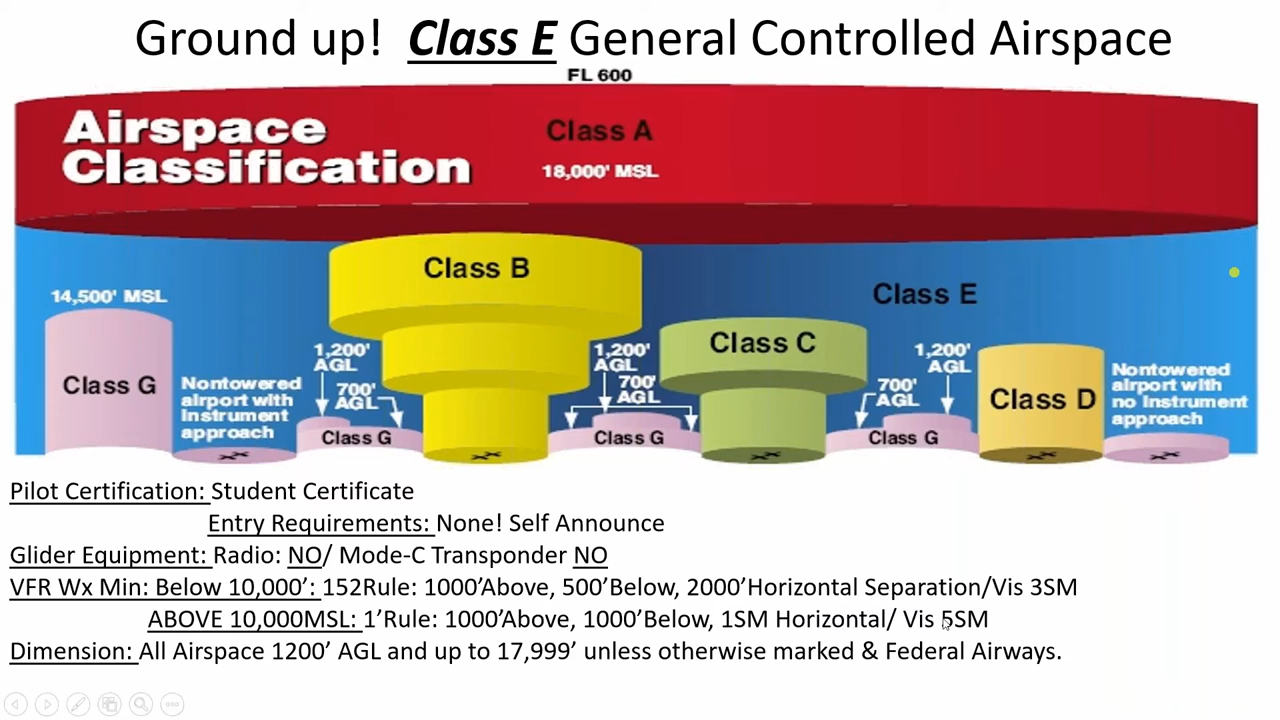 Ground up! Class E General Controlled Airspace
FL 600
Airspace
Classification
Class A
18,000' MSL
Class B
14,500' MSL
Class E
Class C
1,200'
AGL
1,200'
AGL
1,200'
AGL
Class G
Nontowered
airport with
instrument
approach
700'
AGL
700'
AGL
700'
AGL
Class D
Nontowered
airport with
no Instrument
approach
Class G
Class G
Class G
Pilot Certification: Student Certificate
Entry Requirements: None! Self Announce
Glider Equipment: Radio: NO/ Mode-C Transponder NO
VFR Wx Min: Below 10,000’: 152Rule: 1000’Above, 500’Below, 2000’Horizontal Separation/Vis 3SM
ABOVE 10,000MSL: 1’Rule: 1000’Above, 1000’Below, 1SM Horizontal/ Vis 5SM
Dimension: All Airspace 1200’ AGL and up to 17,999’ unless otherwise marked & Federal Airways.